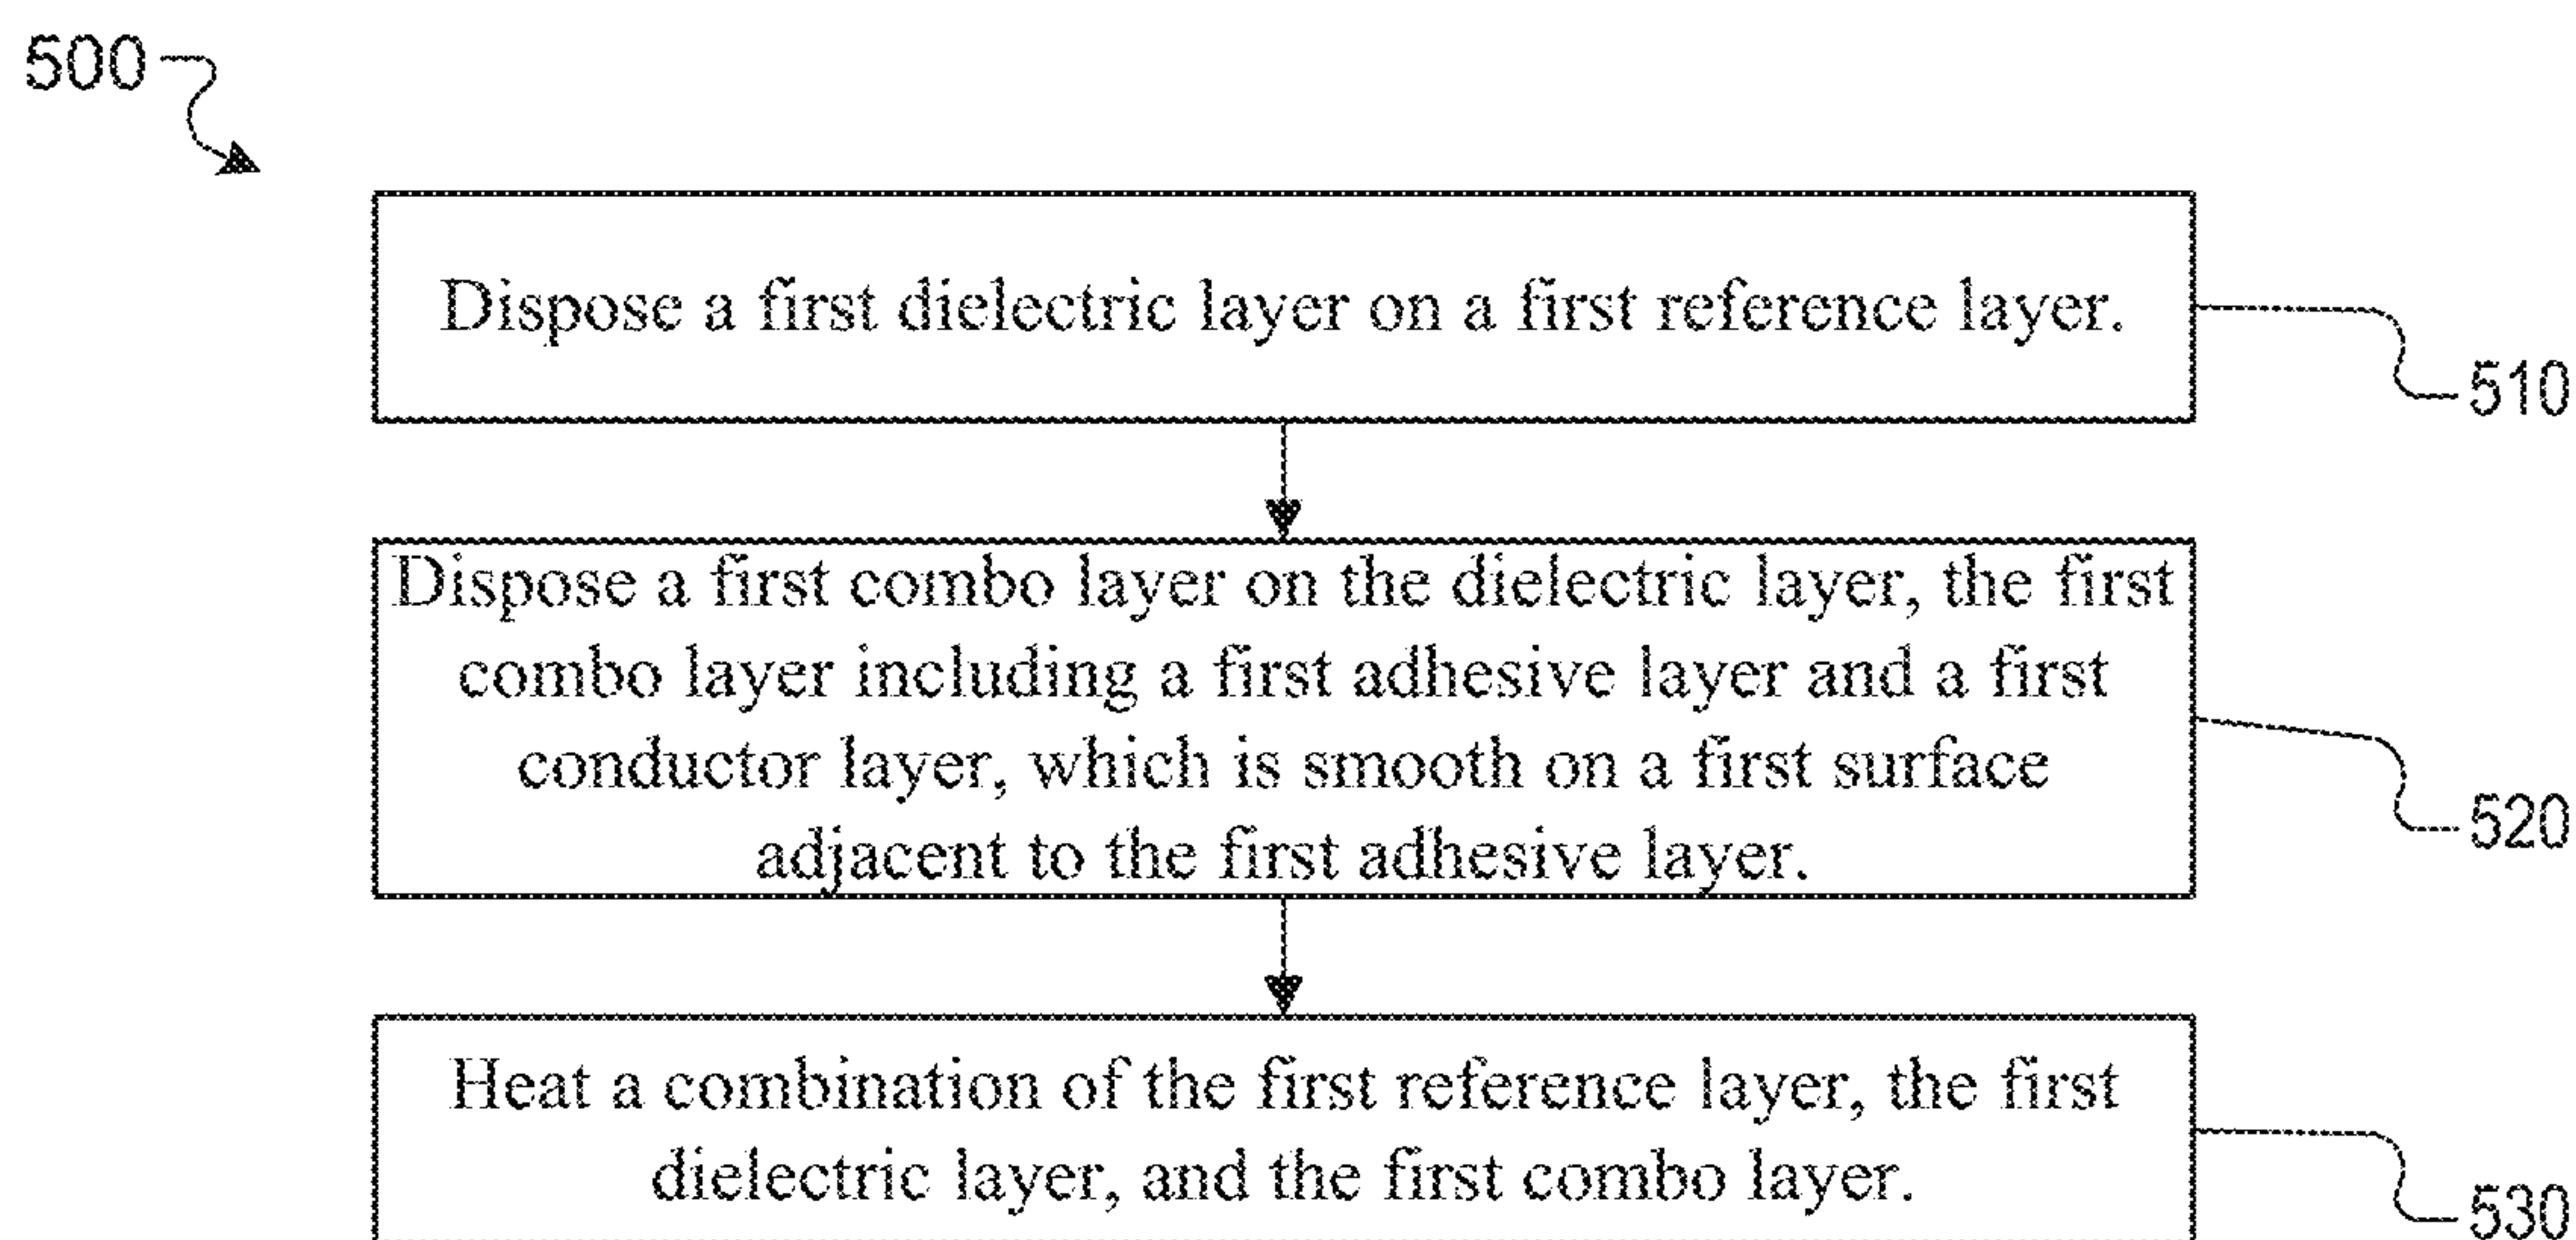 500
Dispose a first dielectric layer on a first reference layer.
510
Dispose a first combo layer on the dielectric layer, the first
combo layer including a first adhesive layer and a first
conductor layer, which is smooth on a first surface
adjacent to the first adhesive layer.
520
Heat a combination of the first reference layer, the first
dielectric layer, and the first combo layer.
530